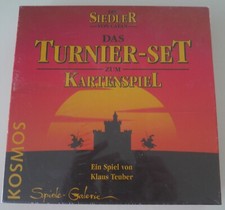 SIEDLER
DAS
TURNIER-SET
ZUM
KARTENSPIEL
Ein Spiel von
Klaus Teuber
KOSMOS
Spiele-Galerie